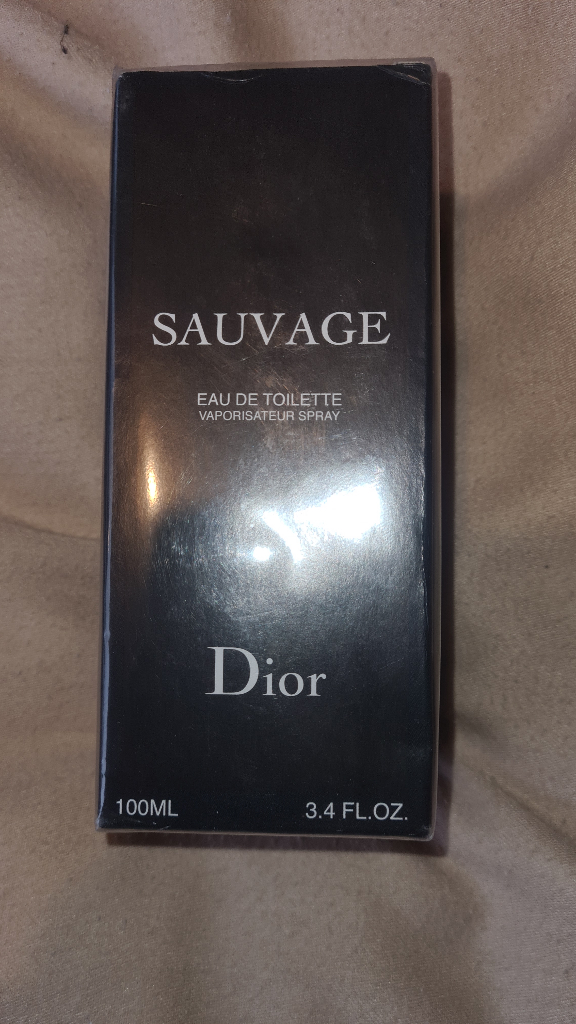 SAUVAGE
EAU DE TOILETTE
VAPORISATEUR SPRAY
Dior
100ML 3.4 FL.OZ.